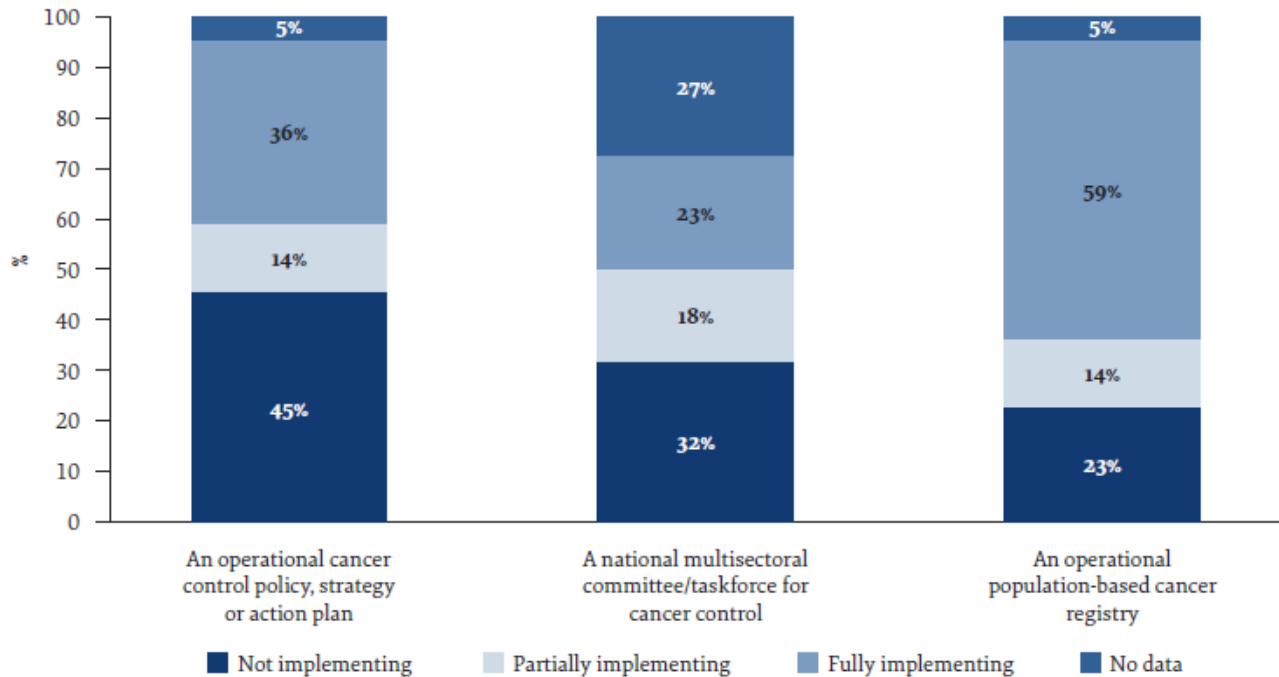 100
90
80
70
60
50
40
30
20
10
0
%
5%
36%
14%
45%
27%
23%
18%
32%
5%
59%
14%
23%
An operational cancer
control policy, strategy
or action plan
A national multisectoral
committee/taskforce for
cancer control
An operational
population-based cancer
registry
Not implementing
Partially implementing
Fully implementing
No data